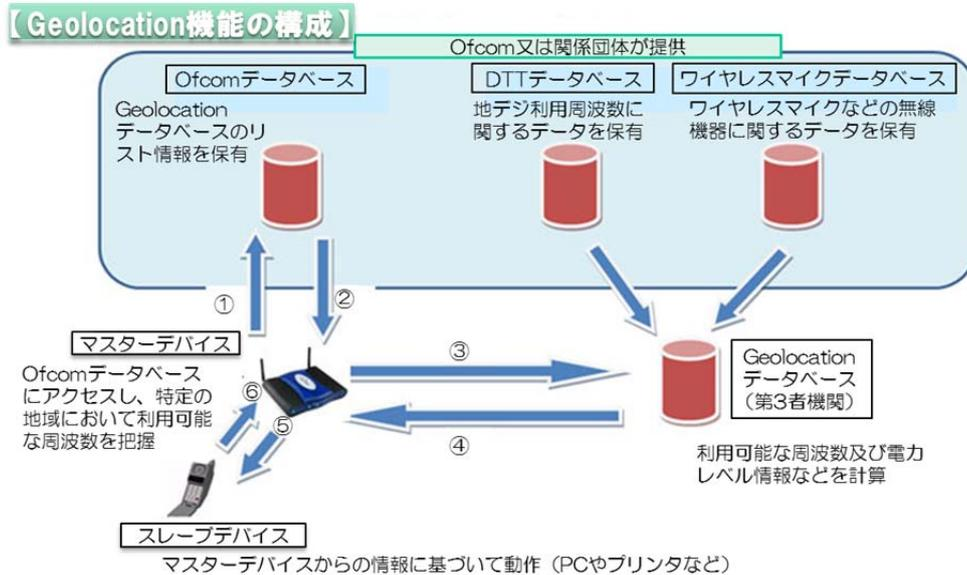 【Geolocation機能の構成】
Ofcom又は関係団体が提供
Ofcomデータベース
Geolocation
データベースのリ
スト情報を保有
DTTデータベース
地デジ利用周波数に
関するデータを保有
ワイヤレスマイクデータベース
ワイヤレスマイクなどの無線
機器に関するデータを保有
①
②
マスターデバイス
Ofcomデータベース
にアクセスし、特定の
地域において利用可能
な周波数を把握
③
④
⑥
⑤
Geolocation
データベース
（第3者機関）
利用可能な周波数及び電力
レベル情報などを計算
スレーブデバイス
マスターデバイスからの情報に基づいて動作（PCやプリンタなど）